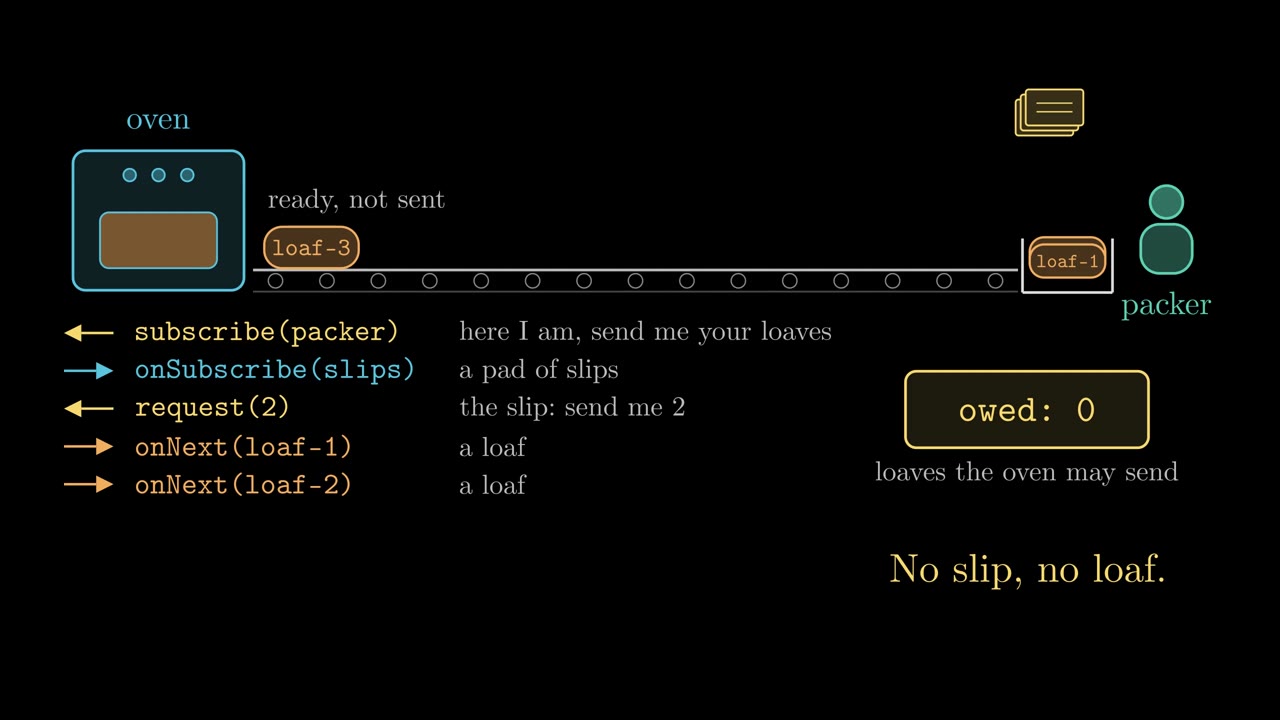 oven
ready, not sent
loaf-3
loaf-1
packer
subscribe(packer) here I am, send me your loaves
onSubscribe(slips) a pad of slips
request(2) the slip: send me 2
onNext(loaf-1) a loaf
onNext(loaf-2) a loaf
owed: 0
loaves the oven may send
No slip, no loaf.